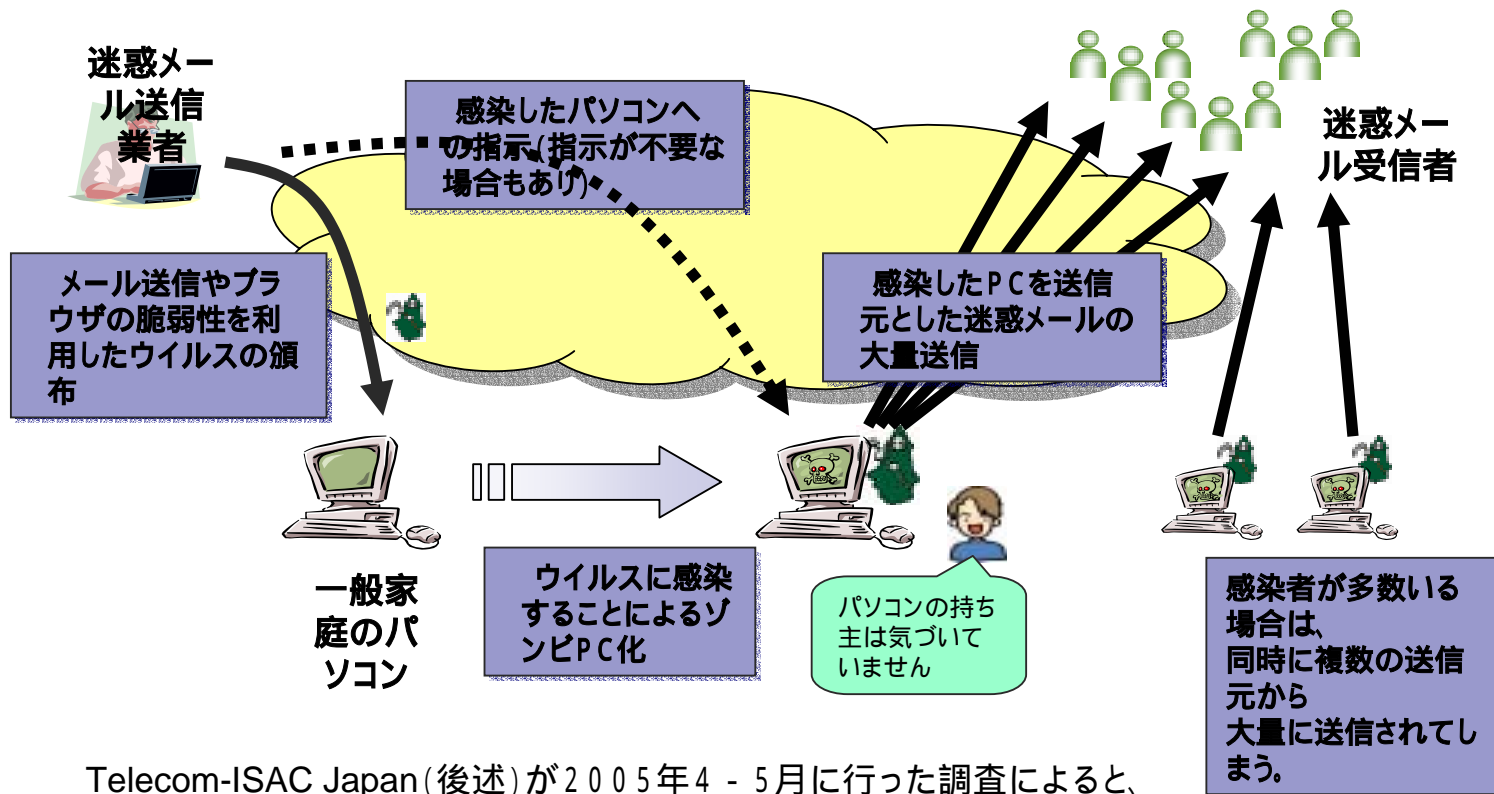 迷惑メー
ル送信
業者
感染したパソコンへ
の指示(指示が不要な
場合もあり)
迷惑メー
ル受信者
メール送信やブラ
ウザの脆弱性を利
用したウイルスの頒
布
感染したPCを送信
元とした迷惑メールの
大量送信
一般家
庭のパ
ソコン
ウイルスに感染
することによるゾ
ンビPC化
パソコンの持ち
主は気づいて
いません
感染者が多数いる
場合は、
同時に複数の送信
元から
大量に送信されてし
まう。
Telecom-ISAC Japan(後述)が2005年4-5月に行った調査によると、